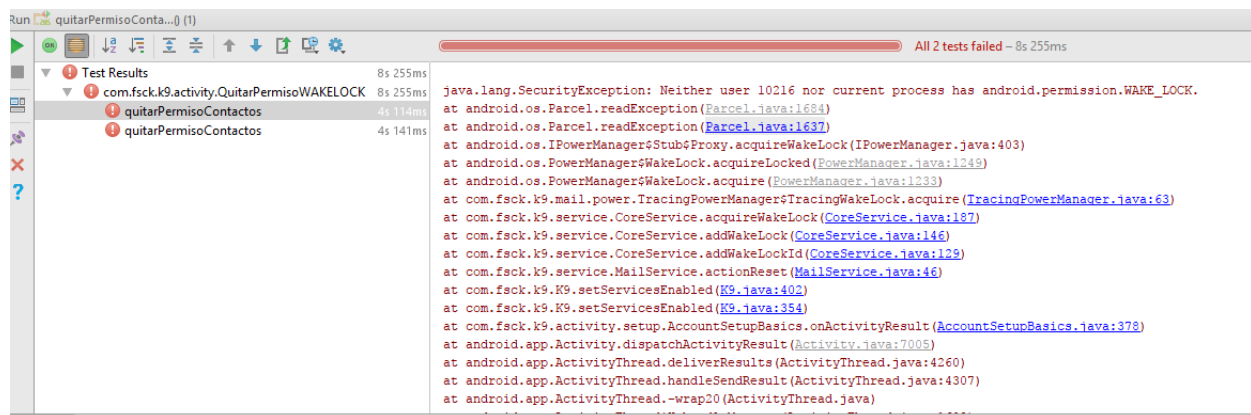 Run quitarPermisoConta...() (1)
All 2 tests failed – 8s 255ms
Test Results 8s 255ms
com.fsck.k9.activity.QuitarPermisoWAKELOCK 8s 255ms
quitarPermisoContactos 4s 114ms
quitarPermisoContactos 4s 141ms
java.lang.SecurityException: Neither user 10216 nor current process has android.permission.WAKE_LOCK.
at android.os.Parcel.readException(Parcel.java:1684)
at android.os.Parcel.readException(Parcel.java:1637)
at android.os.IPowerManager$Stub$Proxy.acquireWakeLock(IPowerManager.java:403)
at android.os.PowerManager$WakeLock.acquireLocked(PowerManager.java:1249)
at android.os.PowerManager$WakeLock.acquire(PowerManager.java:1233)
at com.fsck.k9.mail.power.TracingPowerManager$TracingWakeLock.acquire(TracingPowerManager.java:63)
at com.fsck.k9.service.CoreService.acquireWakeLock(CoreService.java:187)
at com.fsck.k9.service.CoreService.addWakeLock(CoreService.java:146)
at com.fsck.k9.service.CoreService.addWakeLockId(CoreService.java:129)
at com.fsck.k9.service.MailService.actionReset(MailService.java:46)
at com.fsck.k9.K9.setServicesEnabled(K9.java:402)
at com.fsck.k9.K9.setServicesEnabled(K9.java:354)
at com.fsck.k9.activity.setup.AccountSetupBasics.onActivityResult(AccountSetupBasics.java:378)
at android.app.Activity.dispatchActivityResult(Activity.java:7005)
at android.app.ActivityThread.deliverResults(ActivityThread.java:4260)
at android.app.ActivityThread.handleSendResult(ActivityThread.java:4307)
at android.app.ActivityThread.-wrap20(ActivityThread.java)